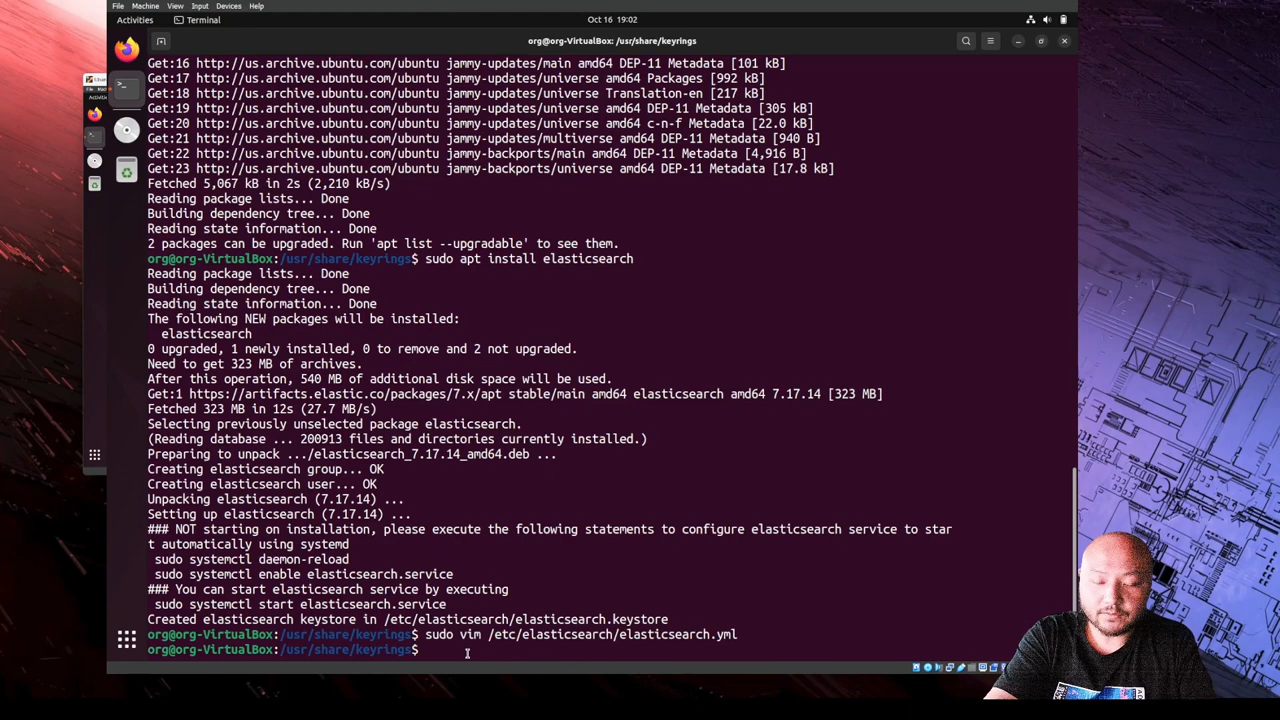 File Machine View Input Devices Help
Activities Terminal Oct 16 19:02
org@org-VirtualBox: /usr/share/keyrings
Get:16 http://us.archive.ubuntu.com/ubuntu jammy-updates/main amd64 DEP-11 Metadata [101 kB]
Get:17 http://us.archive.ubuntu.com/ubuntu jammy-updates/universe amd64 Packages [992 kB]
Get:18 http://us.archive.ubuntu.com/ubuntu jammy-updates/universe Translation-en [217 kB]
Get:19 http://us.archive.ubuntu.com/ubuntu jammy-updates/universe amd64 DEP-11 Metadata [305 kB]
Get:20 http://us.archive.ubuntu.com/ubuntu jammy-updates/universe amd64 c-n-f Metadata [22.0 kB]
Get:21 http://us.archive.ubuntu.com/ubuntu jammy-updates/multiverse amd64 DEP-11 Metadata [940 B]
Get:22 http://us.archive.ubuntu.com/ubuntu jammy-backports/main amd64 DEP-11 Metadata [4,916 B]
Get:23 http://us.archive.ubuntu.com/ubuntu jammy-backports/universe amd64 DEP-11 Metadata [17.8 kB]
Fetched 5,067 kB in 2s (2,210 kB/s)
Reading package lists... Done
Building dependency tree... Done
Reading state information... Done
2 packages can be upgraded. Run 'apt list --upgradable' to see them.
org@org-VirtualBox:/usr/share/keyrings$ sudo apt install elasticsearch
Reading package lists... Done
Building dependency tree... Done
Reading state information... Done
The following NEW packages will be installed:
elasticsearch
0 upgraded, 1 newly installed, 0 to remove and 2 not upgraded.
Need to get 323 MB of archives.
After this operation, 540 MB of additional disk space will be used.
Get:1 https://artifacts.elastic.co/packages/7.x/apt stable/main amd64 elasticsearch amd64 7.17.14 [323 MB]
Fetched 323 MB in 12s (27.7 MB/s)
Selecting previously unselected package elasticsearch.
(Reading database ... 200913 files and directories currently installed.)
Preparing to unpack .../elasticsearch_7.17.14_amd64.deb ...
Creating elasticsearch group... OK
Creating elasticsearch user... OK
Unpacking elasticsearch (7.17.14) ...
Setting up elasticsearch (7.17.14) ...
### NOT starting on installation, please execute the following statements to configure elasticsearch service to star
t automatically using systemd
sudo systemctl daemon-reload
sudo systemctl enable elasticsearch.service
### You can start elasticsearch service by executing
sudo systemctl start elasticsearch.service
Created elasticsearch keystore in /etc/elasticsearch/elasticsearch.keystore
org@org-VirtualBox:/usr/share/keyrings$ sudo vim /etc/elasticsearch/elasticsearch.yml
org@org-VirtualBox:/usr/share/keyrings$